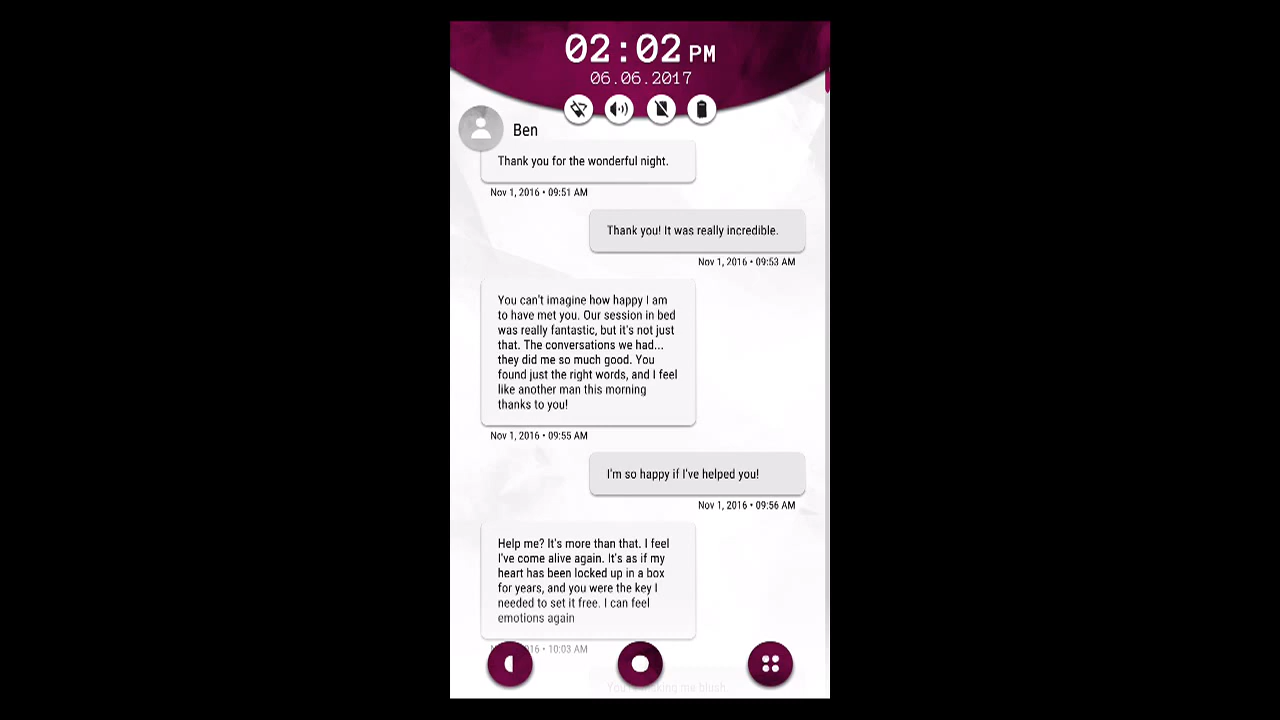 02:02 PM
06.06.2017
Ben
Thank you for the wonderful night.
Nov 1, 2016 • 09:51 AM
Thank you! It was really incredible.
Nov 1, 2016 • 09:53 AM
You can't imagine how happy I am
to have met you. Our session in bed
was really fantastic, but it's not just
that. The conversations we had...
they did me so much good. You
found just the right words, and I feel
like another man this morning
thanks to you!
Nov 1, 2016 • 09:55 AM
I'm so happy if I've helped you!
Nov 1, 2016 • 09:56 AM
Help me? It's more than that. I feel
I've come alive again. It's as if my
heart has been locked up in a box
for years, and you were the key I
needed to set it free. I can feel
emotions again
16 • 10:03 AM
me blush.